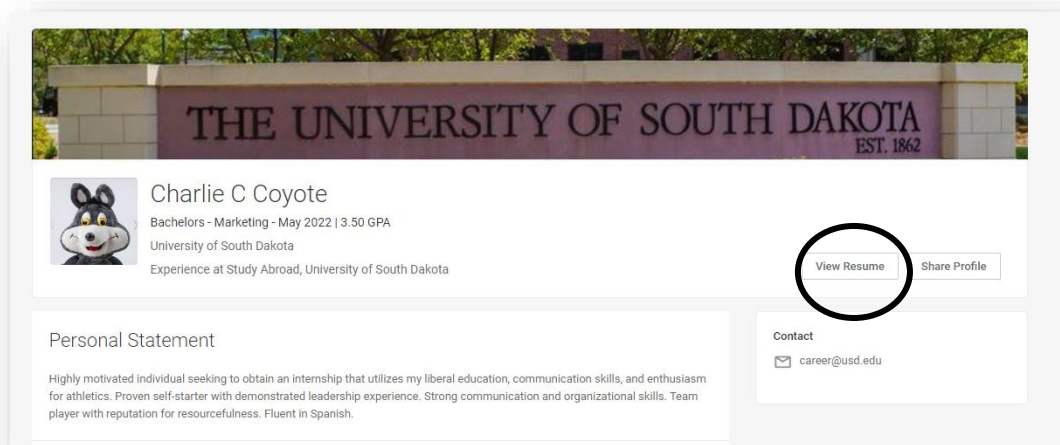 THE UNIVERSITY OF SOUTH DAKOTA
EST. 1862
Charlie C Coyote
Bachelors - Marketing - May 2022 | 3.50 GPA
University of South Dakota
Experience at Study Abroad, University of South Dakota
View Resume
Share Profile
Personal Statement
Highly motivated individual seeking to obtain an internship that utilizes my liberal education, communication skills, and enthusiasm
for athletics. Proven self-starter with demonstrated leadership experience. Strong communication and organizational skills. Team
player with reputation for resourcefulness. Fluent in Spanish.
Contact
career@usd.edu